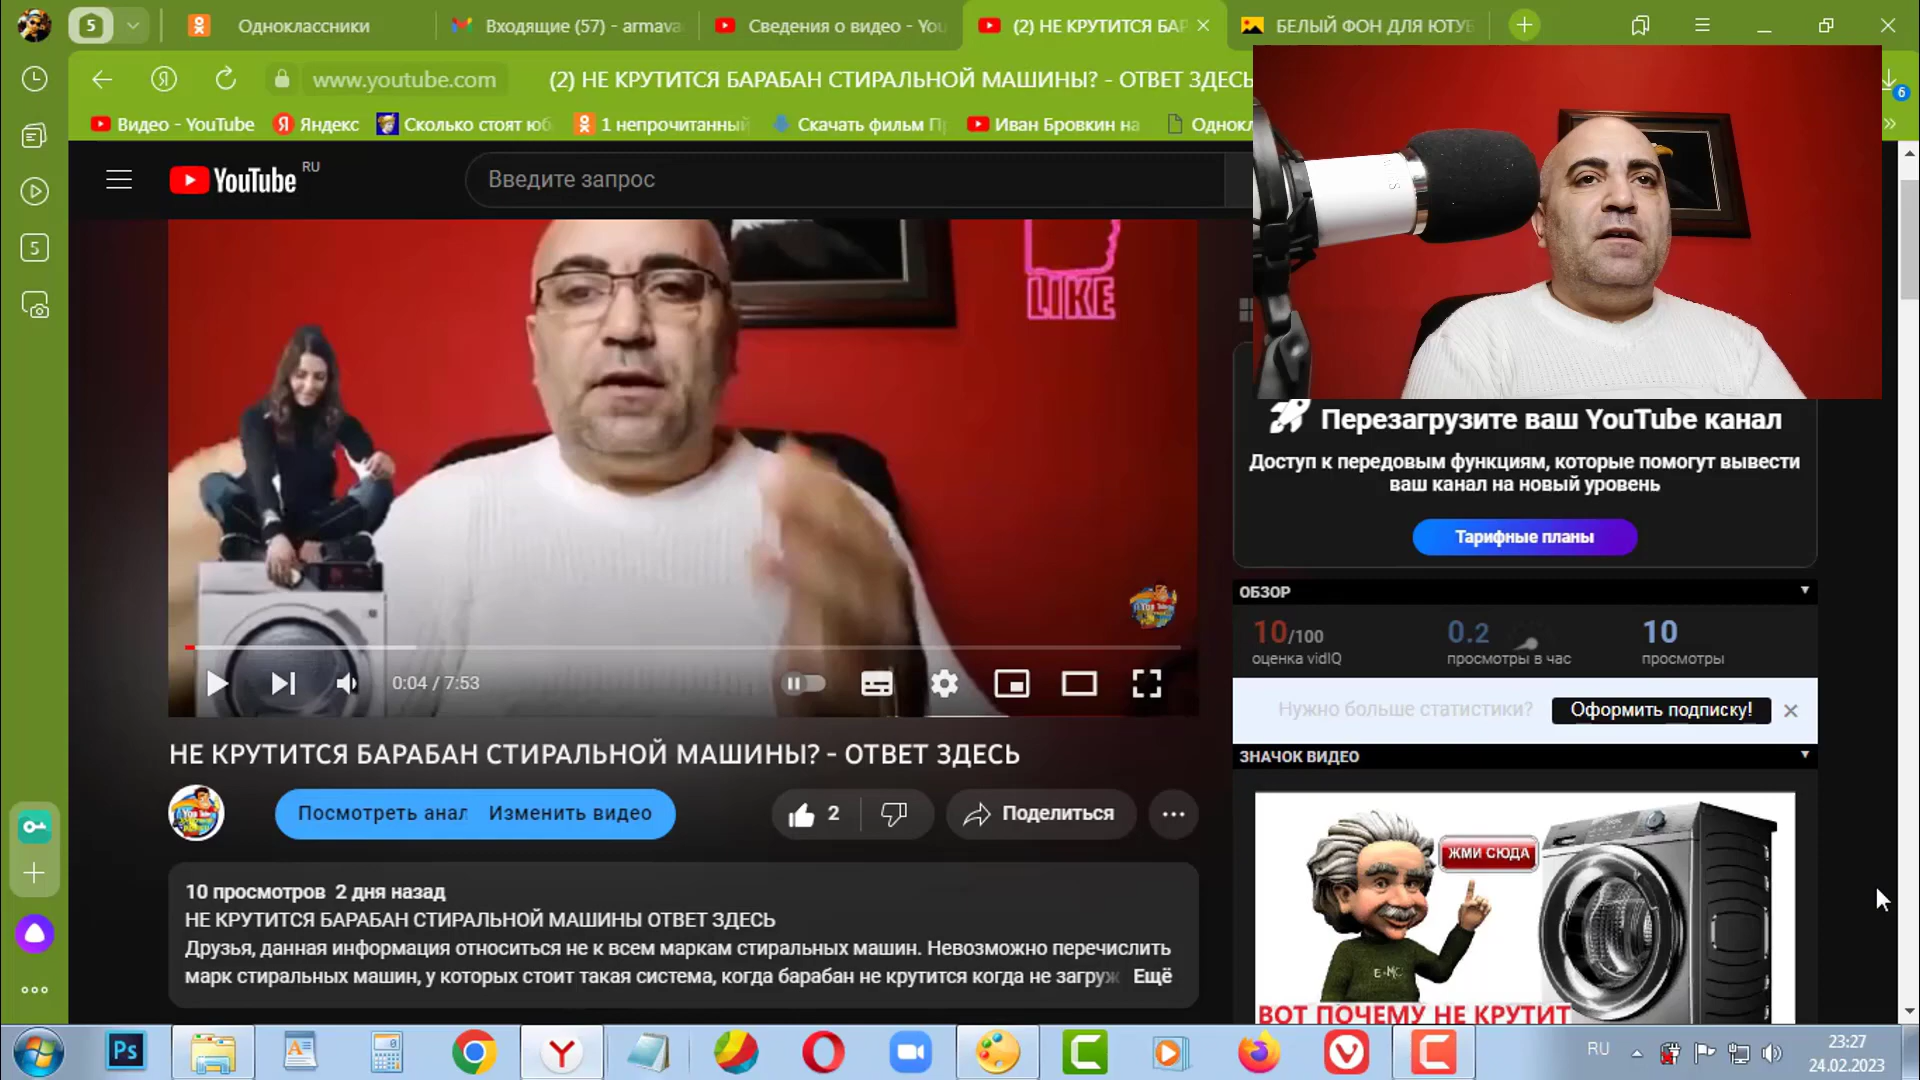 5
Одноклассники
Входящие (57) - armava
Сведения о видео - You
(2) НЕ КРУТИТСЯ БАР
БЕЛЫЙ ФОН ДЛЯ ЮТУБ
www.youtube.com
(2) НЕ КРУТИТСЯ БАРАБАН СТИРАЛЬНОЙ МАШИНЫ? - ОТВЕТ ЗДЕСЬ
6
Видео - YouTube
Яндекс
Сколько стоят юб
1 непрочитанный
Скачать фильм П
Иван Бровкин на
Однокл
5
YouTube RU
Введите запрос
LIKE
Перезагрузите ваш YouTube канал
Доступ к передовым функциям, которые помогут вывести
ваш канал на новый уровень
Тарифные планы
ОБЗОР
10/100
0.2
10
оценка vidIQ
просмотры в час
просмотры
0:04 / 7:53
Нужно больше статистики?
Оформить подписку!
НЕ КРУТИТСЯ БАРАБАН СТИРАЛЬНОЙ МАШИНЫ? - ОТВЕТ ЗДЕСЬ
ЗНАЧОК ВИДЕО
Посмотреть анал
Изменить видео
2
Поделиться
ЖМИ СЮДА
10 просмотров 2 дня назад
НЕ КРУТИТСЯ БАРАБАН СТИРАЛЬНОЙ МАШИНЫ ОТВЕТ ЗДЕСЬ
Друзья, данная информация относиться не к всем маркам стиральных машин. Невозможно перечислить
марк стиральных машин, у которых стоит такая система, когда барабан не крутится когда не загруж Ещё
ВОТ ПОЧЕМУ НЕ КРУТИТ
Ps
RU
23:27
24.02.2023